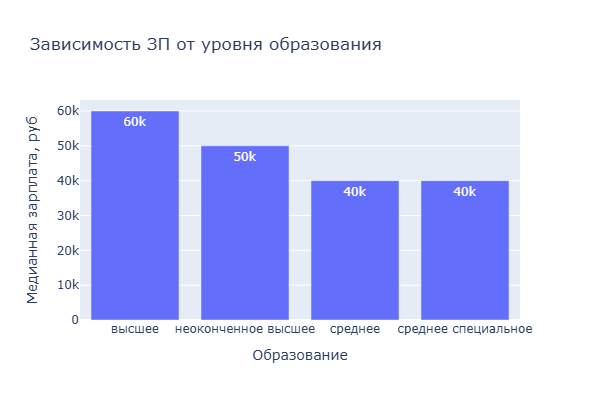 Зависимость ЗП от уровня образования
Медианная зарплата, руб
60k
50k
40k
30k
20k
10k
0
60k
50k
40k
40k
высшее
неоконченное высшее
среднее
среднее специальное
Образование